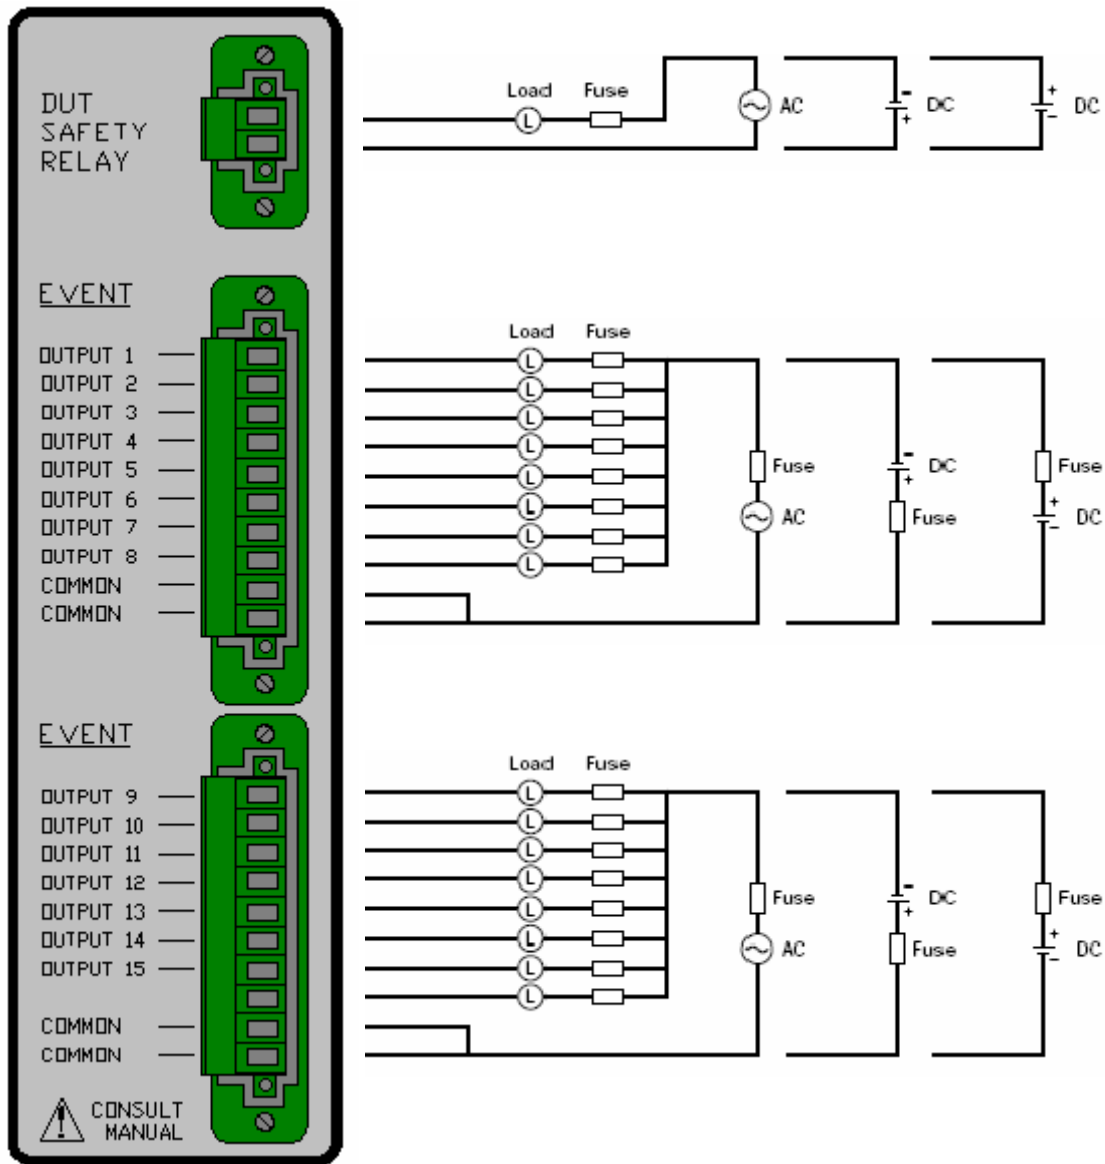 DUT
SAFETY
RELAY
Load Fuse
AC
- DC +
+ DC -
EVENT
OUTPUT 1
OUTPUT 2
OUTPUT 3
OUTPUT 4
OUTPUT 5
OUTPUT 6
OUTPUT 7
OUTPUT 8
COMMON
COMMON
Load Fuse
L
L
L
L
L
L
L
L
L
Fuse
AC
- DC +
Fuse
Fuse
+ DC -
EVENT
OUTPUT 9
OUTPUT 10
OUTPUT 11
OUTPUT 12
OUTPUT 13
OUTPUT 14
OUTPUT 15
COMMON
COMMON
Load Fuse
L
L
L
L
L
L
L
L
Fuse
AC
- DC +
Fuse
Fuse
+ DC -
! CONSULT
MANUAL